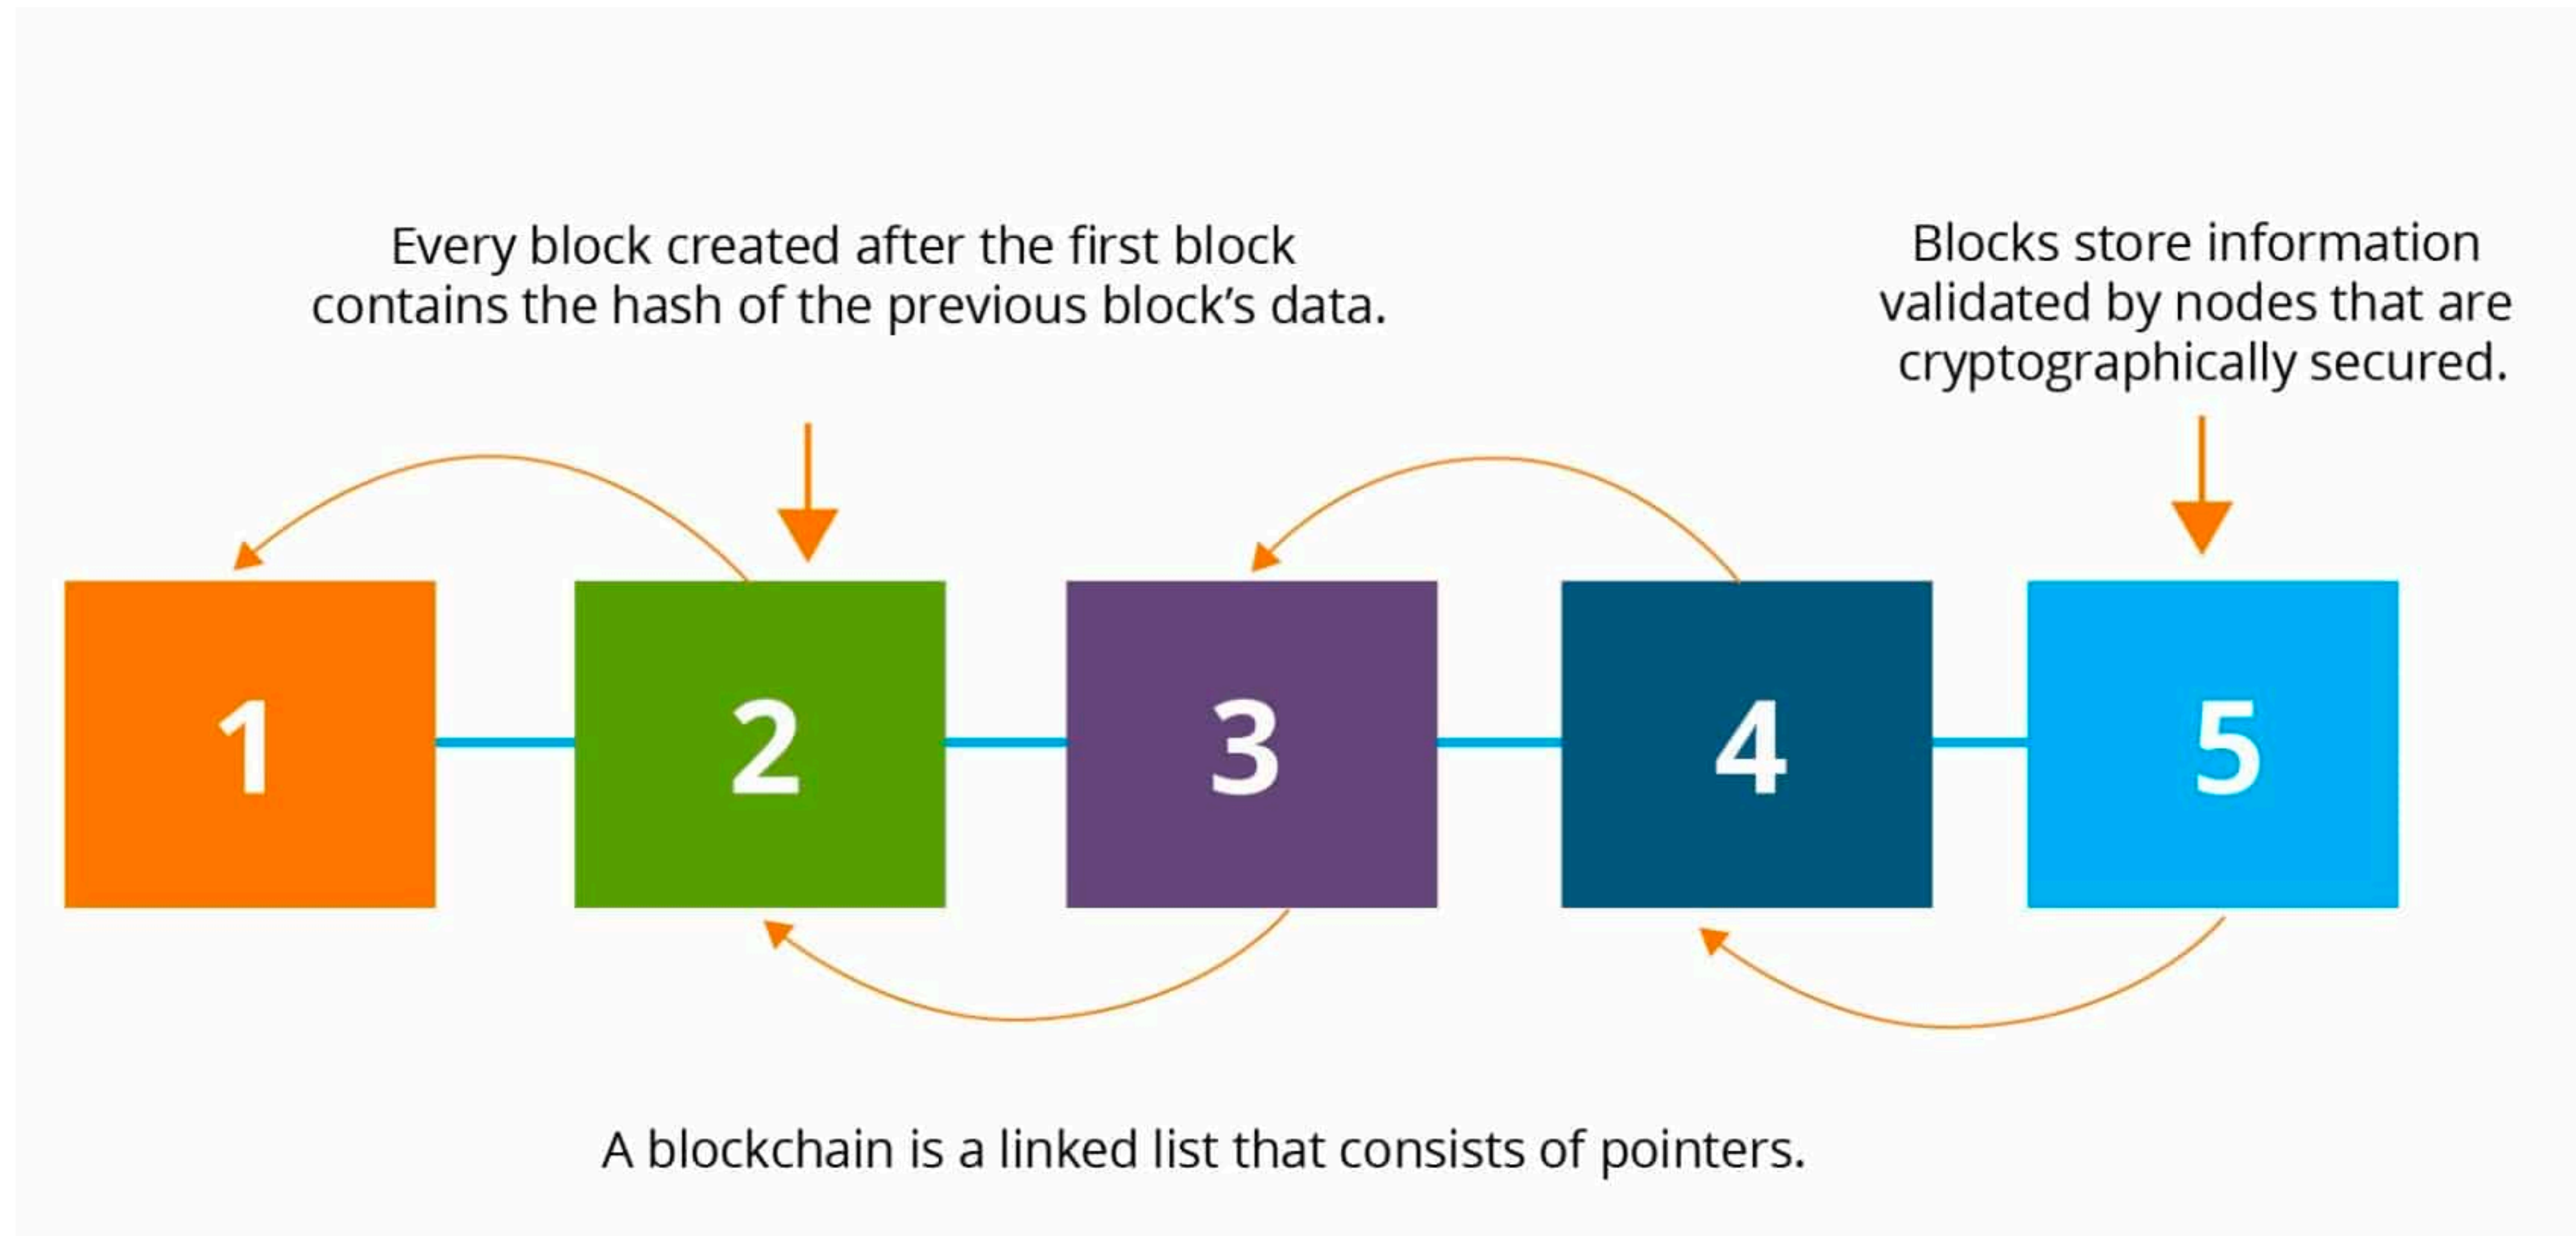 Every block created after the first block
contains the hash of the previous block’s data.
Blocks store information
validated by nodes that are
cryptographically secured.
1
2
3
4
5
A blockchain is a linked list that consists of pointers.